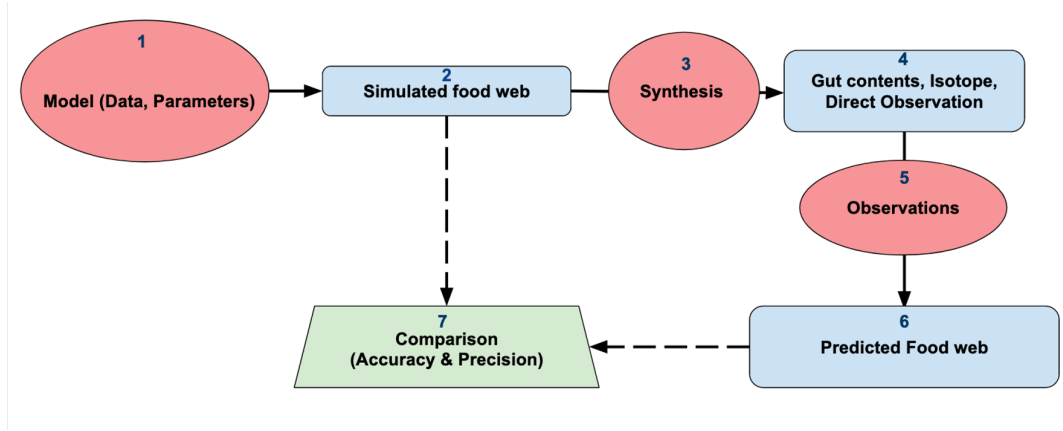 1
Model (Data, Parameters)
2
Simulated food web
3
Synthesis
4
Gut contents, Isotope,
Direct Observation
5
Observations
6
Predicted Food web
7
Comparison
(Accuracy & Precision)